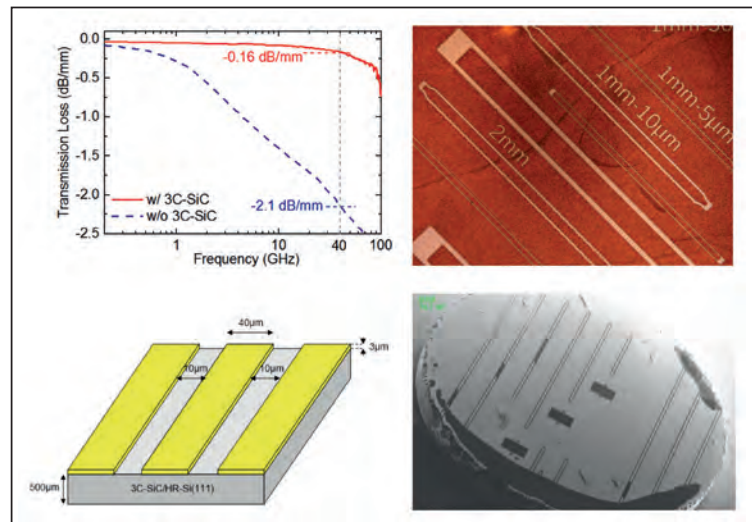 Transmission Loss (dB/mm)
0.0
-0.5
-1.0
-1.5
-2.0
-2.5
-0.16 dB/mm
w/ 3C-SiC
w/o 3C-SiC
-2.1 dB/mm
1
10
40
100
Frequency (GHz)
1mm-5µm
1mm-10µm
2mm
40µm
3µm
10µm
10µm
500µm
3C-SiC/HR-Si(111)